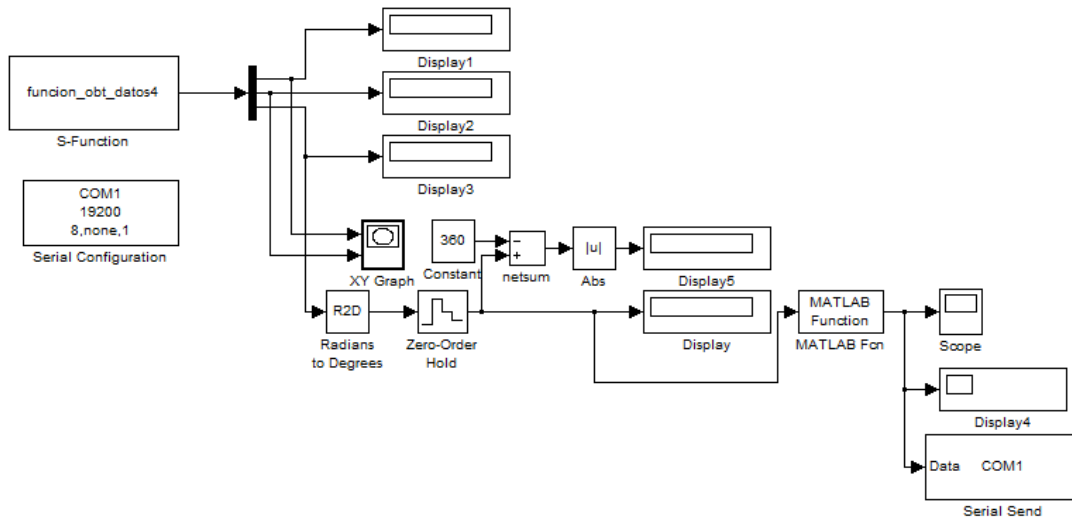 Display1
funcion_obt_datos4
S-Function
Display2
Display3
COM1
19200
8,none,1
Serial Configuration
XY Graph
360
Constant
−
+
netsum
|u|
Abs
Display5
R2D
Radians
to Degrees
Zero-Order
Hold
Display
MATLAB
Function
MATLAB Fcn
Scope
Display4
Data
COM1
Serial Send